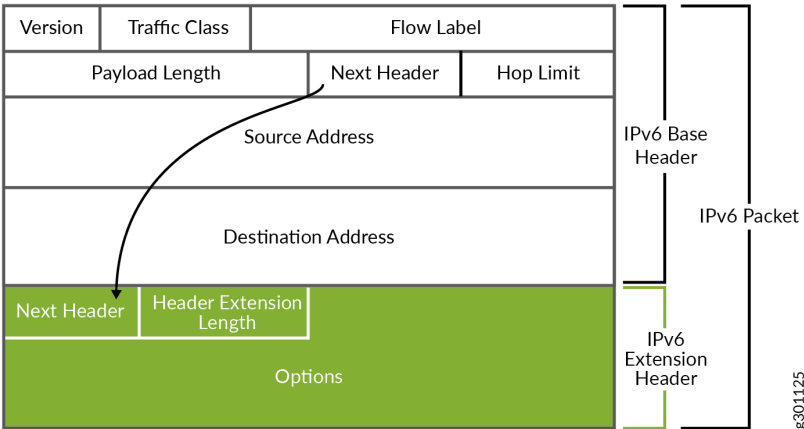 Version Traffic Class Flow Label
Payload Length Next Header Hop Limit
Source Address
Destination Address
Next Header Header Extension
Length
Options
IPv6 Base
Header
IPv6 Packet
IPv6
Extension
Header
g301125